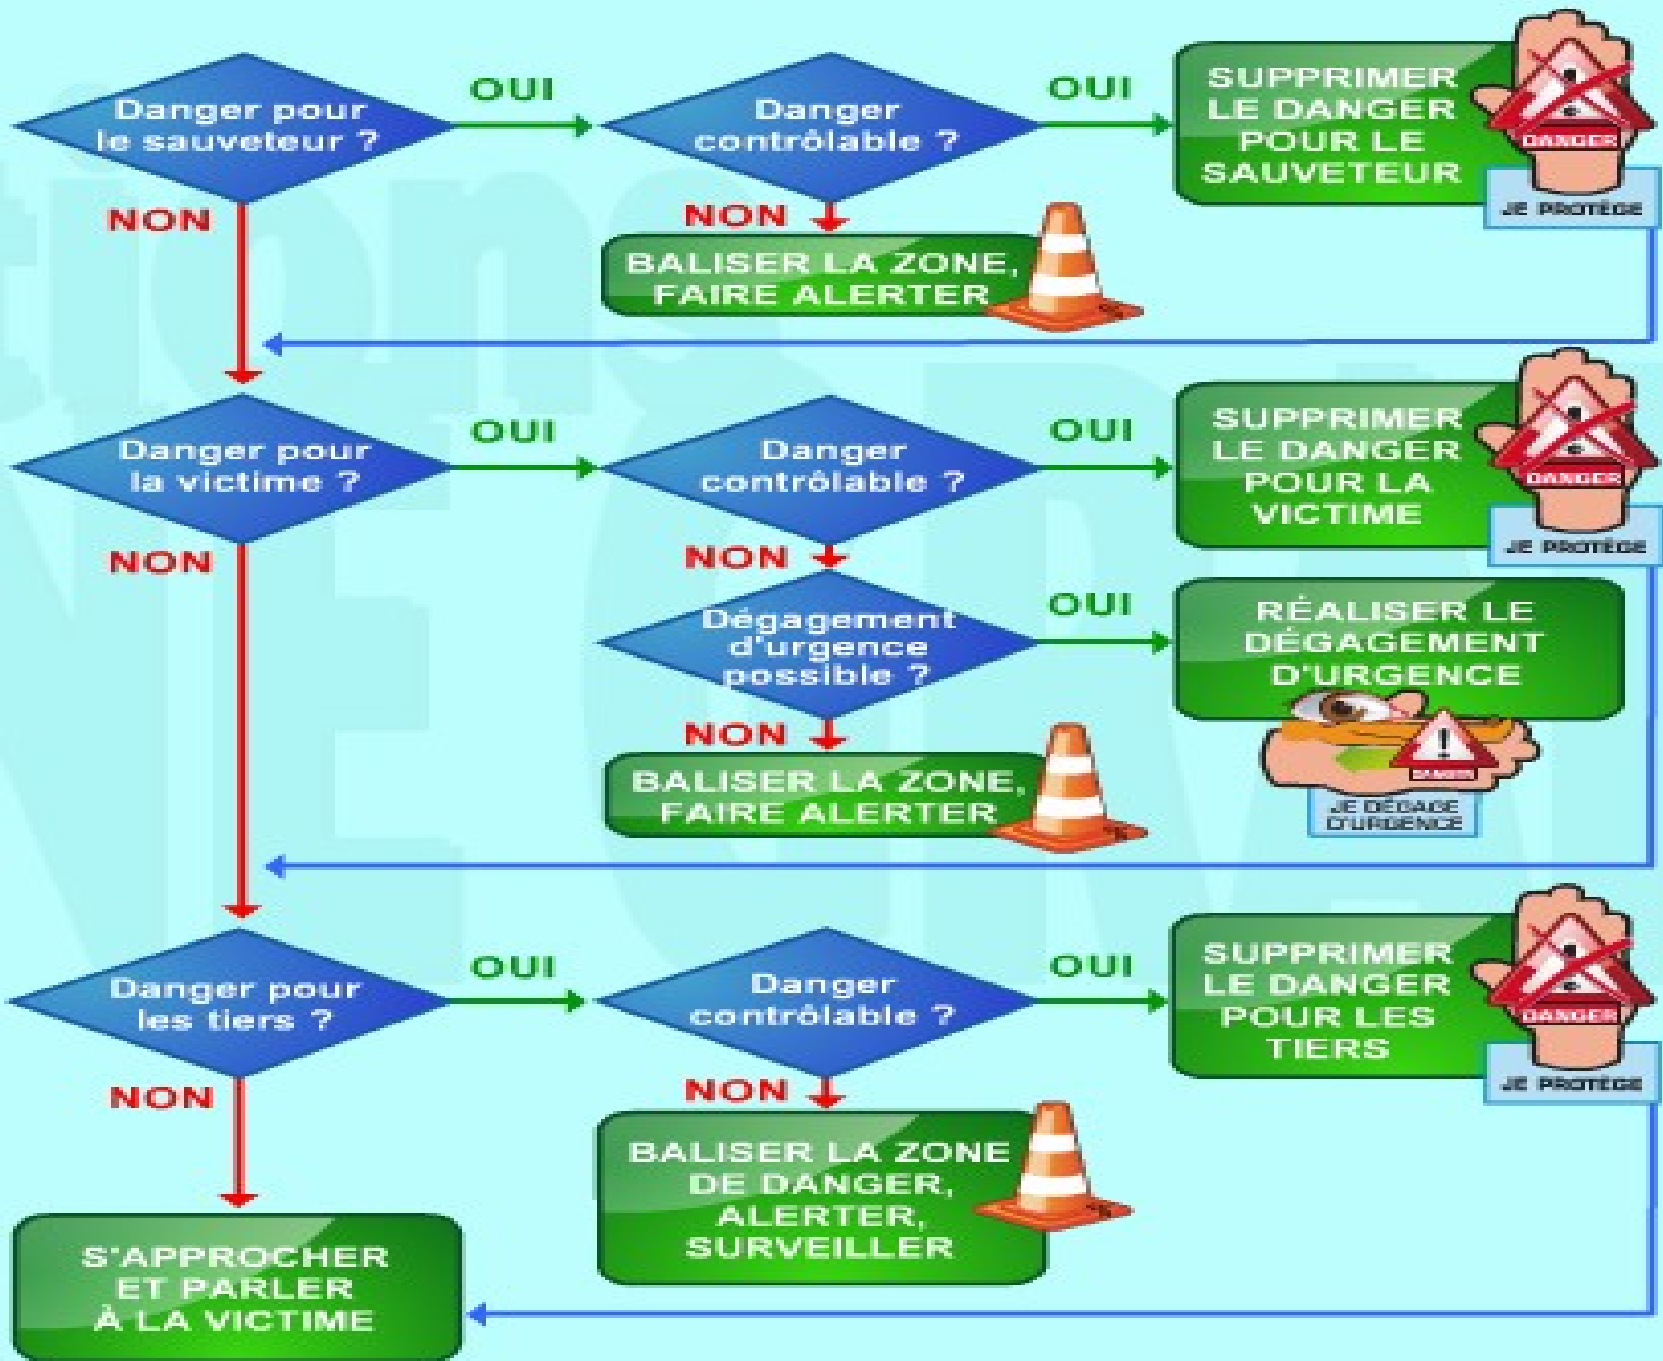 Danger pour
le sauveteur ?
OUI
Danger
contrôlable ?
OUI
SUPPRIMER
LE DANGER
POUR LE
SAUVETEUR
DANGER
JE PROTÈGE
NON
NON
BALISER LA ZONE,
FAIRE ALERTER
Danger pour
la victime ?
OUI
Danger
contrôlable ?
OUI
SUPPRIMER
LE DANGER
POUR LA
VICTIME
DANGER
JE PROTÈGE
NON
NON
Dégagement
d'urgence
possible ?
OUI
RÉALISER LE
DÉGAGEMENT
D'URGENCE
!
DANGER
JE DÉGAGE
D'URGENCE
NON
BALISER LA ZONE,
FAIRE ALERTER
Danger pour
les tiers ?
OUI
Danger
contrôlable ?
OUI
SUPPRIMER
LE DANGER
POUR LES
TIERS
DANGER
JE PROTÈGE
NON
NON
BALISER LA ZONE
DE DANGER,
ALERTER,
SURVEILLER
S'APPROCHER
ET PARLER
À LA VICTIME